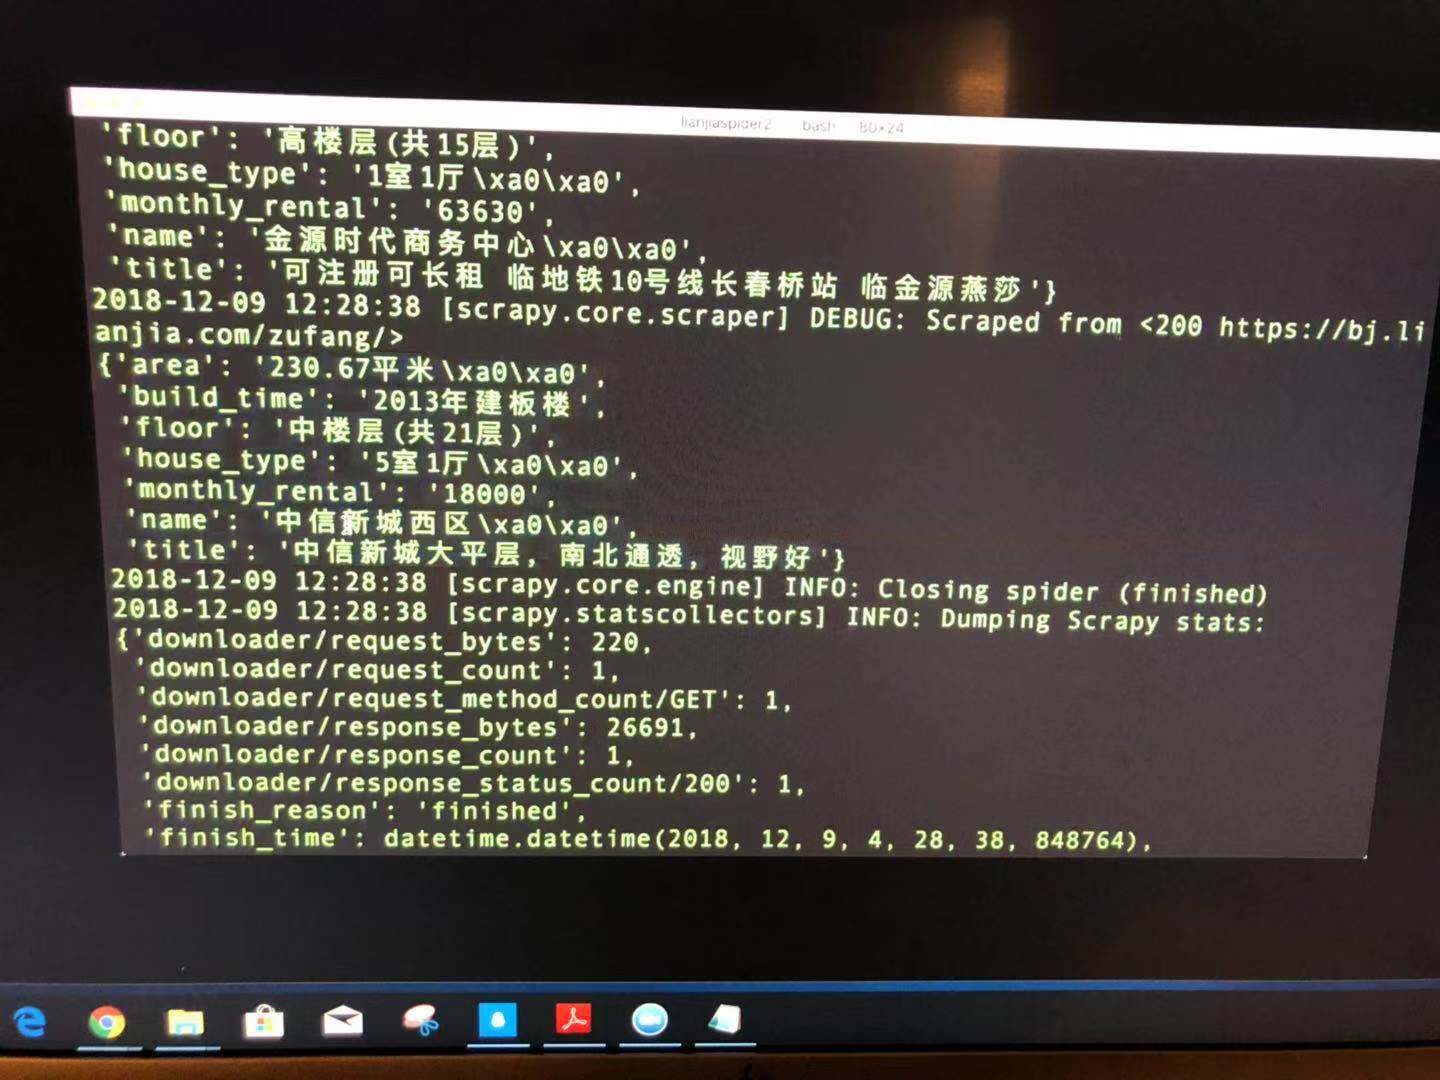 lianjiaspider2 bash 80×24
'floor': '高楼层(共15层)',
'house_type': '1室1厅\xa0\xa0',
'monthly_rental': '63630',
'name': '金源时代商务中心\xa0\xa0',
'title': '可注册可长租 临地铁10号线长春桥站 临金源燕莎'}
2018-12-09 12:28:38 [scrapy.core.scraper] DEBUG: Scraped from <200 https://bj.li
anjia.com/zufang/>
{'area': '230.67平米\xa0\xa0',
'build_time': '2013年建板楼',
'floor': '中楼层(共21层)',
'house_type': '5室1厅\xa0\xa0',
'monthly_rental': '18000',
'name': '中信新城西区\xa0\xa0',
'title': '中信新城大平层，南北通透，视野好'}
2018-12-09 12:28:38 [scrapy.core.engine] INFO: Closing spider (finished)
2018-12-09 12:28:38 [scrapy.statscollectors] INFO: Dumping Scrapy stats:
{'downloader/request_bytes': 220,
'downloader/request_count': 1,
'downloader/request_method_count/GET': 1,
'downloader/response_bytes': 26691,
'downloader/response_count': 1,
'downloader/response_status_count/200': 1,
'finish_reason': 'finished',
'finish_time': datetime.datetime(2018, 12, 9, 4, 28, 38, 848764),